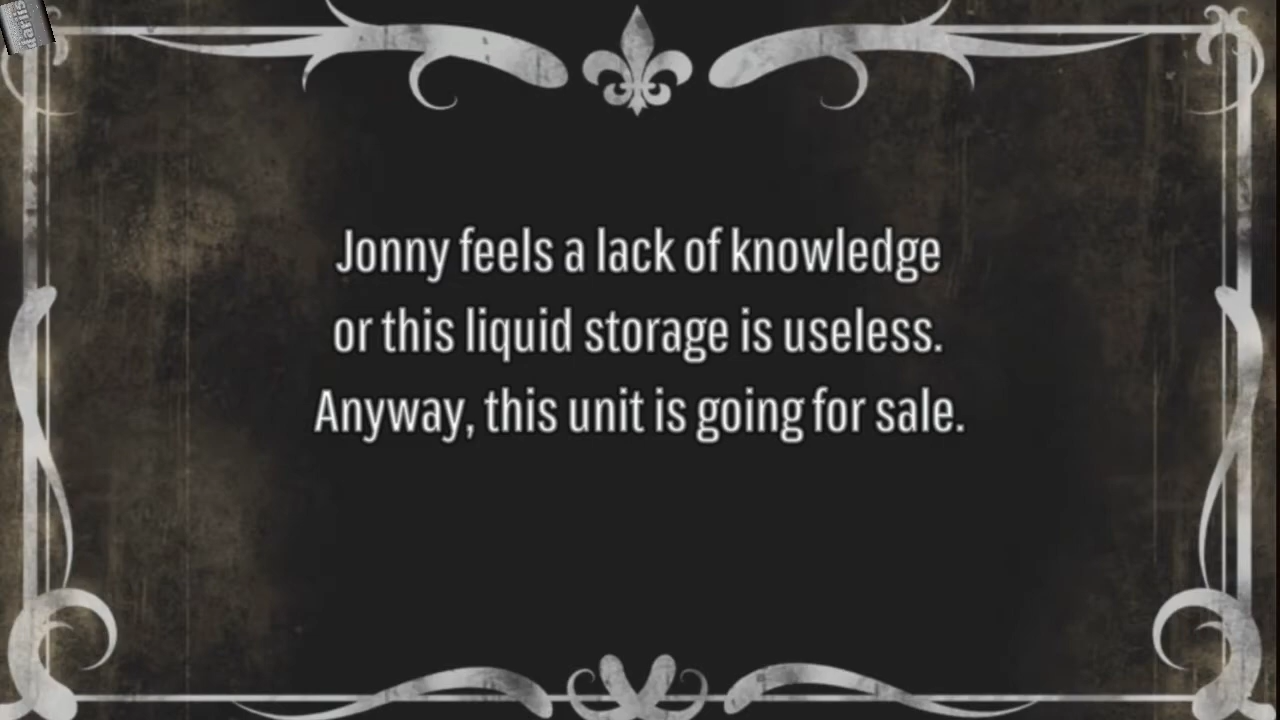 Jonny feels a lack of knowledge
or this liquid storage is useless.
Anyway, this unit is going for sale.